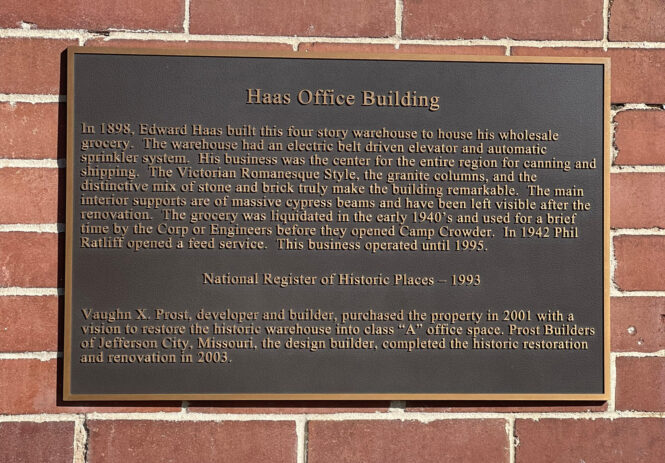 Haas Office Building
In 1898, Edward Haas built this four story warehouse to house his wholesale
grocery. The warehouse had an electric belt driven elevator and automatic
sprinkler system. His business was the center for the entire region for canning and
shipping. The Victorian Romanesque Style, the granite columns, and the
distinctive mix of stone and brick truly make the building remarkable. The main
interior supports are of massive cypress beams and have been left visible after the
renovation. The grocery was liquidated in the early 1940's and used for a brief
time by the Corp or Engineers before they opened Camp Crowder. In 1942 Phil
Ratliff opened a feed service. This business operated until 1995.
National Register of Historic Places – 1993
Vaughn X. Prost, developer and builder, purchased the property in 2001 with a
vision to restore the historic warehouse into class “A” office space. Prost Builders
of Jefferson City, Missouri, the design builder, completed the historic restoration
and renovation in 2003.